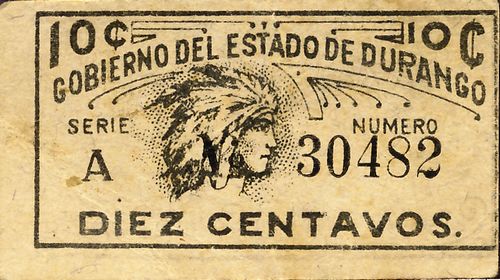 10¢ 10¢
GOBIERNO DEL ESTADO DE DURANGO
SERIE NUMERO
A No 30482
DIEZ CENTAVOS.